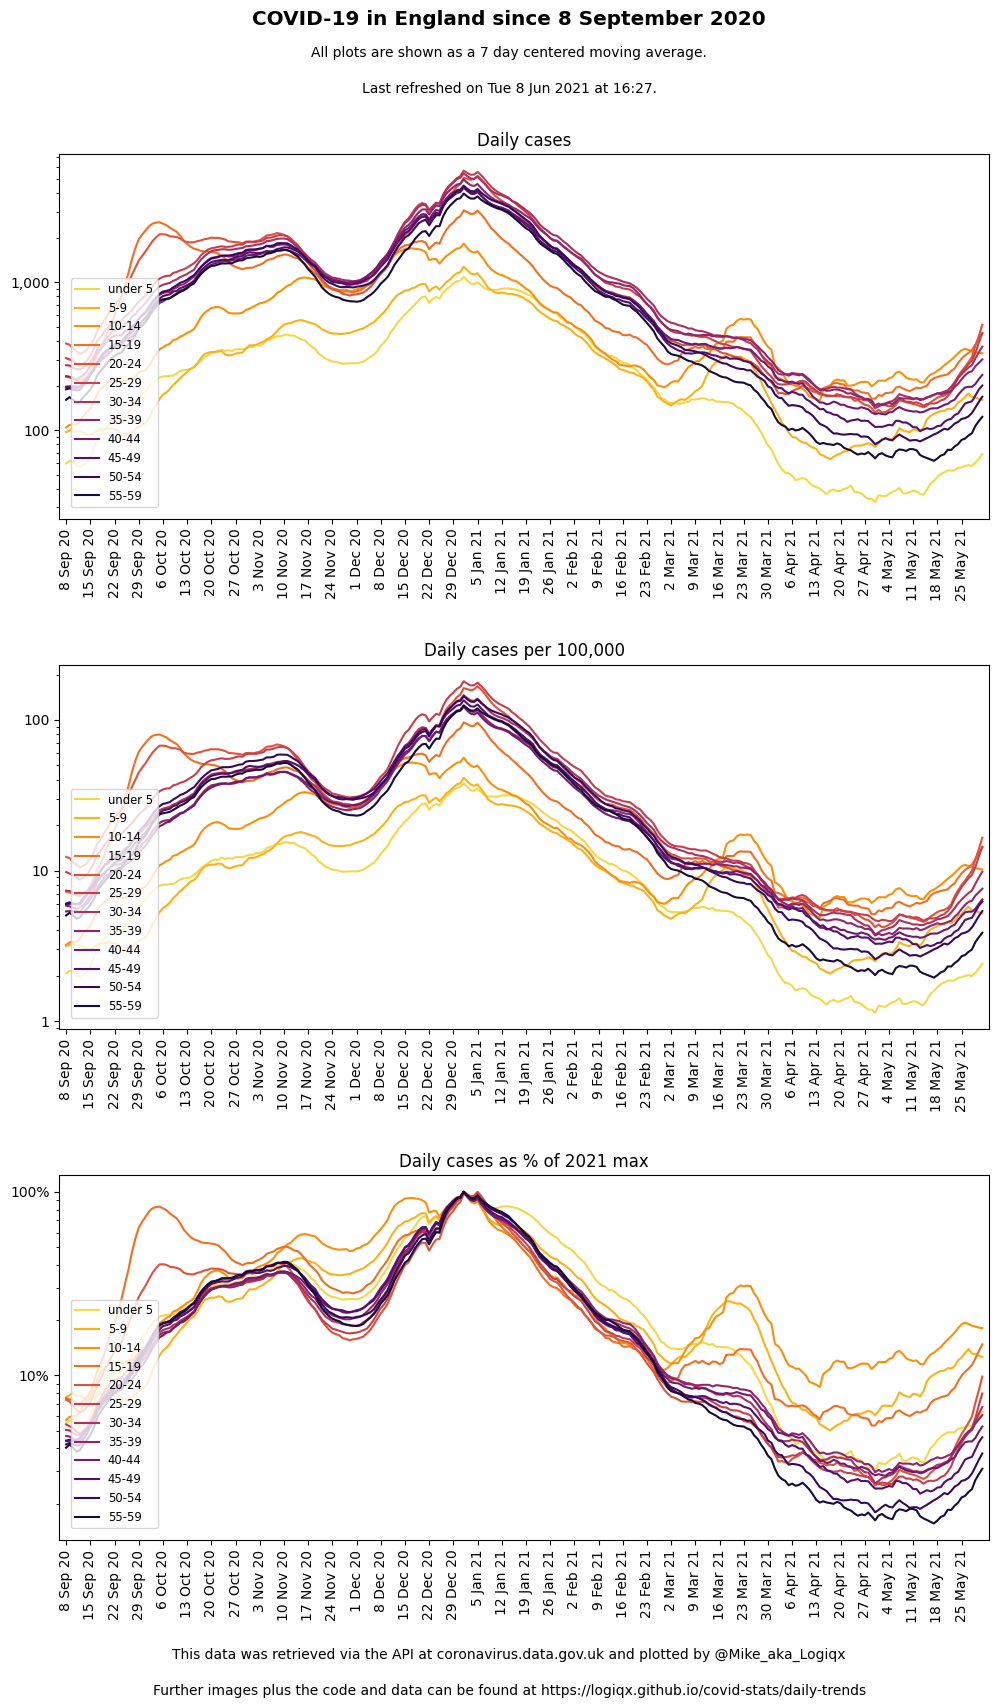 COVID-19 in England since 8 September 2020
All plots are shown as a 7 day centered moving average.
Last refreshed on Tue 8 Jun 2021 at 16:27.
Daily cases
1,000
100
under 5
5-9
10-14
15-19
20-24
25-29
30-34
35-39
40-44
45-49
50-54
55-59
8 Sep 20
15 Sep 20
22 Sep 20
29 Sep 20
6 Oct 20
13 Oct 20
20 Oct 20
27 Oct 20
3 Nov 20
10 Nov 20
17 Nov 20
24 Nov 20
1 Dec 20
8 Dec 20
15 Dec 20
22 Dec 20
29 Dec 20
5 Jan 21
12 Jan 21
19 Jan 21
26 Jan 21
2 Feb 21
9 Feb 21
16 Feb 21
23 Feb 21
2 Mar 21
9 Mar 21
16 Mar 21
23 Mar 21
30 Mar 21
6 Apr 21
13 Apr 21
20 Apr 21
27 Apr 21
4 May 21
11 May 21
18 May 21
25 May 21
Daily cases per 100,000
100
10
1
under 5
5-9
10-14
15-19
20-24
25-29
30-34
35-39
40-44
45-49
50-54
55-59
8 Sep 20
15 Sep 20
22 Sep 20
29 Sep 20
6 Oct 20
13 Oct 20
20 Oct 20
27 Oct 20
3 Nov 20
10 Nov 20
17 Nov 20
24 Nov 20
1 Dec 20
8 Dec 20
15 Dec 20
22 Dec 20
29 Dec 20
5 Jan 21
12 Jan 21
19 Jan 21
26 Jan 21
2 Feb 21
9 Feb 21
16 Feb 21
23 Feb 21
2 Mar 21
9 Mar 21
16 Mar 21
23 Mar 21
30 Mar 21
6 Apr 21
13 Apr 21
20 Apr 21
27 Apr 21
4 May 21
11 May 21
18 May 21
25 May 21
Daily cases as % of 2021 max
100%
10%
under 5
5-9
10-14
15-19
20-24
25-29
30-34
35-39
40-44
45-49
50-54
55-59
8 Sep 20
15 Sep 20
22 Sep 20
29 Sep 20
6 Oct 20
13 Oct 20
20 Oct 20
27 Oct 20
3 Nov 20
10 Nov 20
17 Nov 20
24 Nov 20
1 Dec 20
8 Dec 20
15 Dec 20
22 Dec 20
29 Dec 20
5 Jan 21
12 Jan 21
19 Jan 21
26 Jan 21
2 Feb 21
9 Feb 21
16 Feb 21
23 Feb 21
2 Mar 21
9 Mar 21
16 Mar 21
23 Mar 21
30 Mar 21
6 Apr 21
13 Apr 21
20 Apr 21
27 Apr 21
4 May 21
11 May 21
18 May 21
25 May 21
This data was retrieved via the API at coronavirus.data.gov.uk and plotted by @Mike_aka_Logiqx
Further images plus the code and data can be found at https://logiqx.github.io/covid-stats/daily-trends